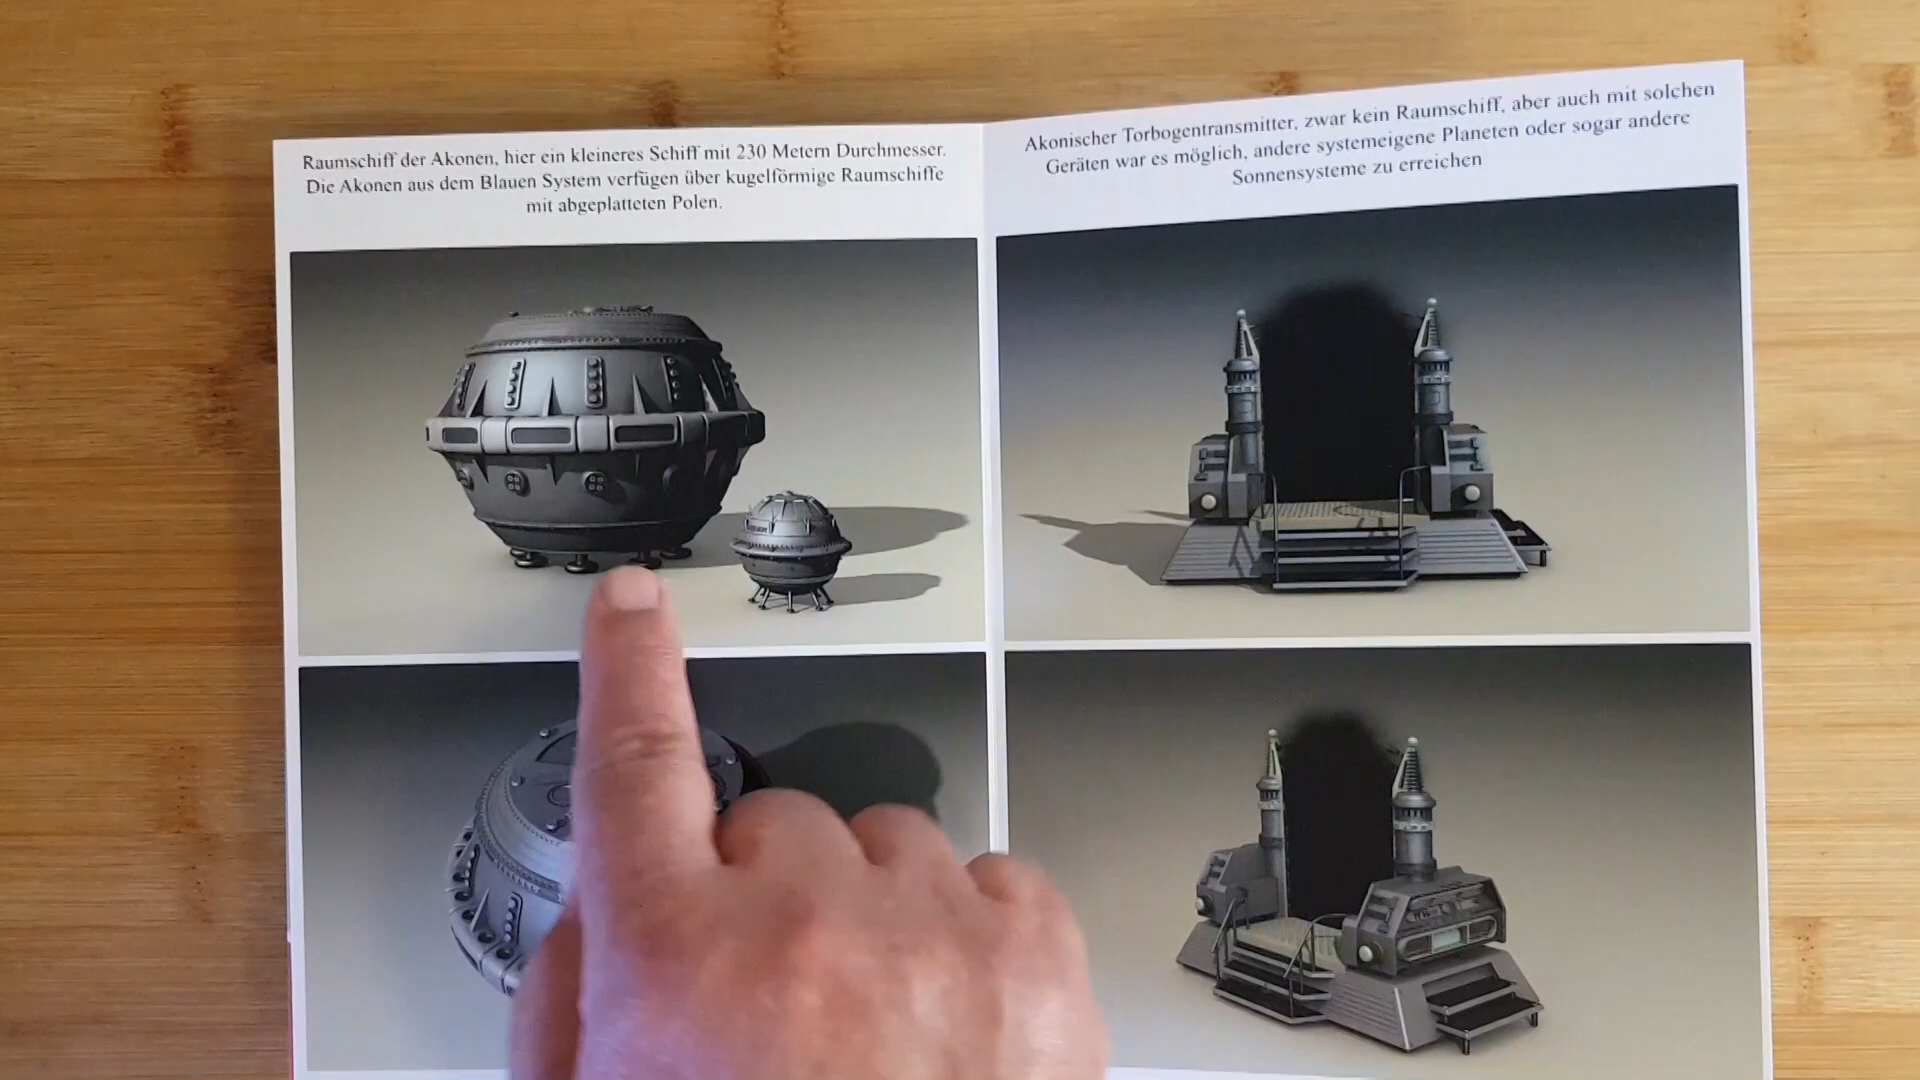 Raumschiff der Akonen, hier ein kleineres Schiff mit 230 Metern Durchmesser.
Die Akonen aus dem Blauen System verfügen über kugelförmige Raumschiffe
mit abgeplatteten Polen.
Akonischer Torbogentransmitter, zwar kein Raumschiff, aber auch mit solchen
Geräten war es möglich, andere systemeigene Planeten oder sogar andere
Sonnensysteme zu erreichen